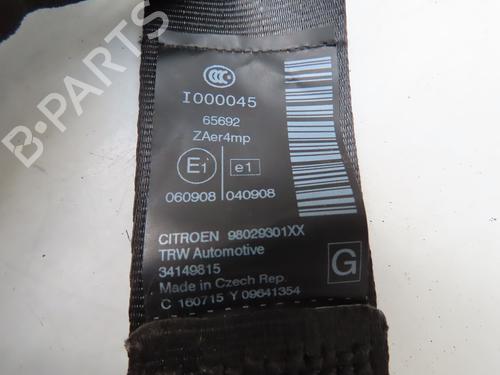 CCC
I000045
65692
ZAer4mp
E1 e1
060908 040908
CITROEN 98029301XX
TRW Automotive
34149815
G
Made in Czech Rep.
C 160715 Y 09641354
B-PARTS